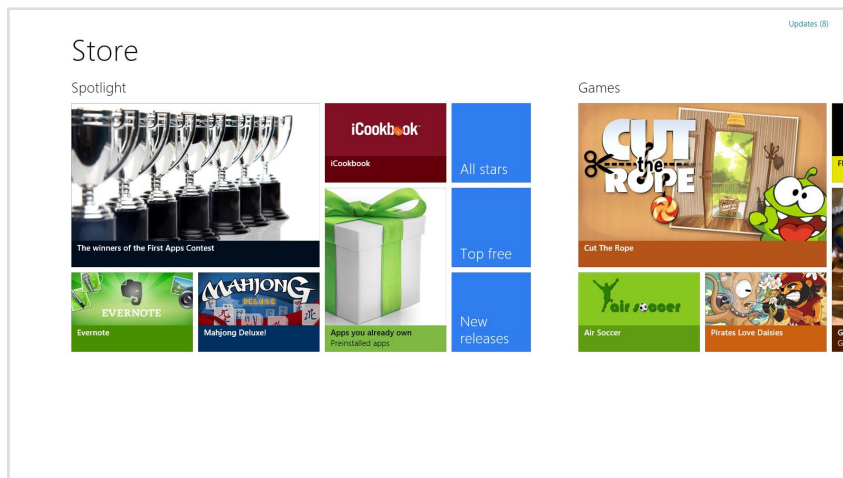 Updates (8)
Store
Spotlight
The winners of the First Apps Contest
iCookbook
iCookbook
All stars
EVERNOTE
Evernote
MAHJONG
DELUXE
Mahjong Deluxe!
Apps you already own
Preinstalled apps
Top free
New
releases
Games
CUT
the
ROPE
Cut The Rope
air soccer
Air Soccer
Pirates Love Daisies